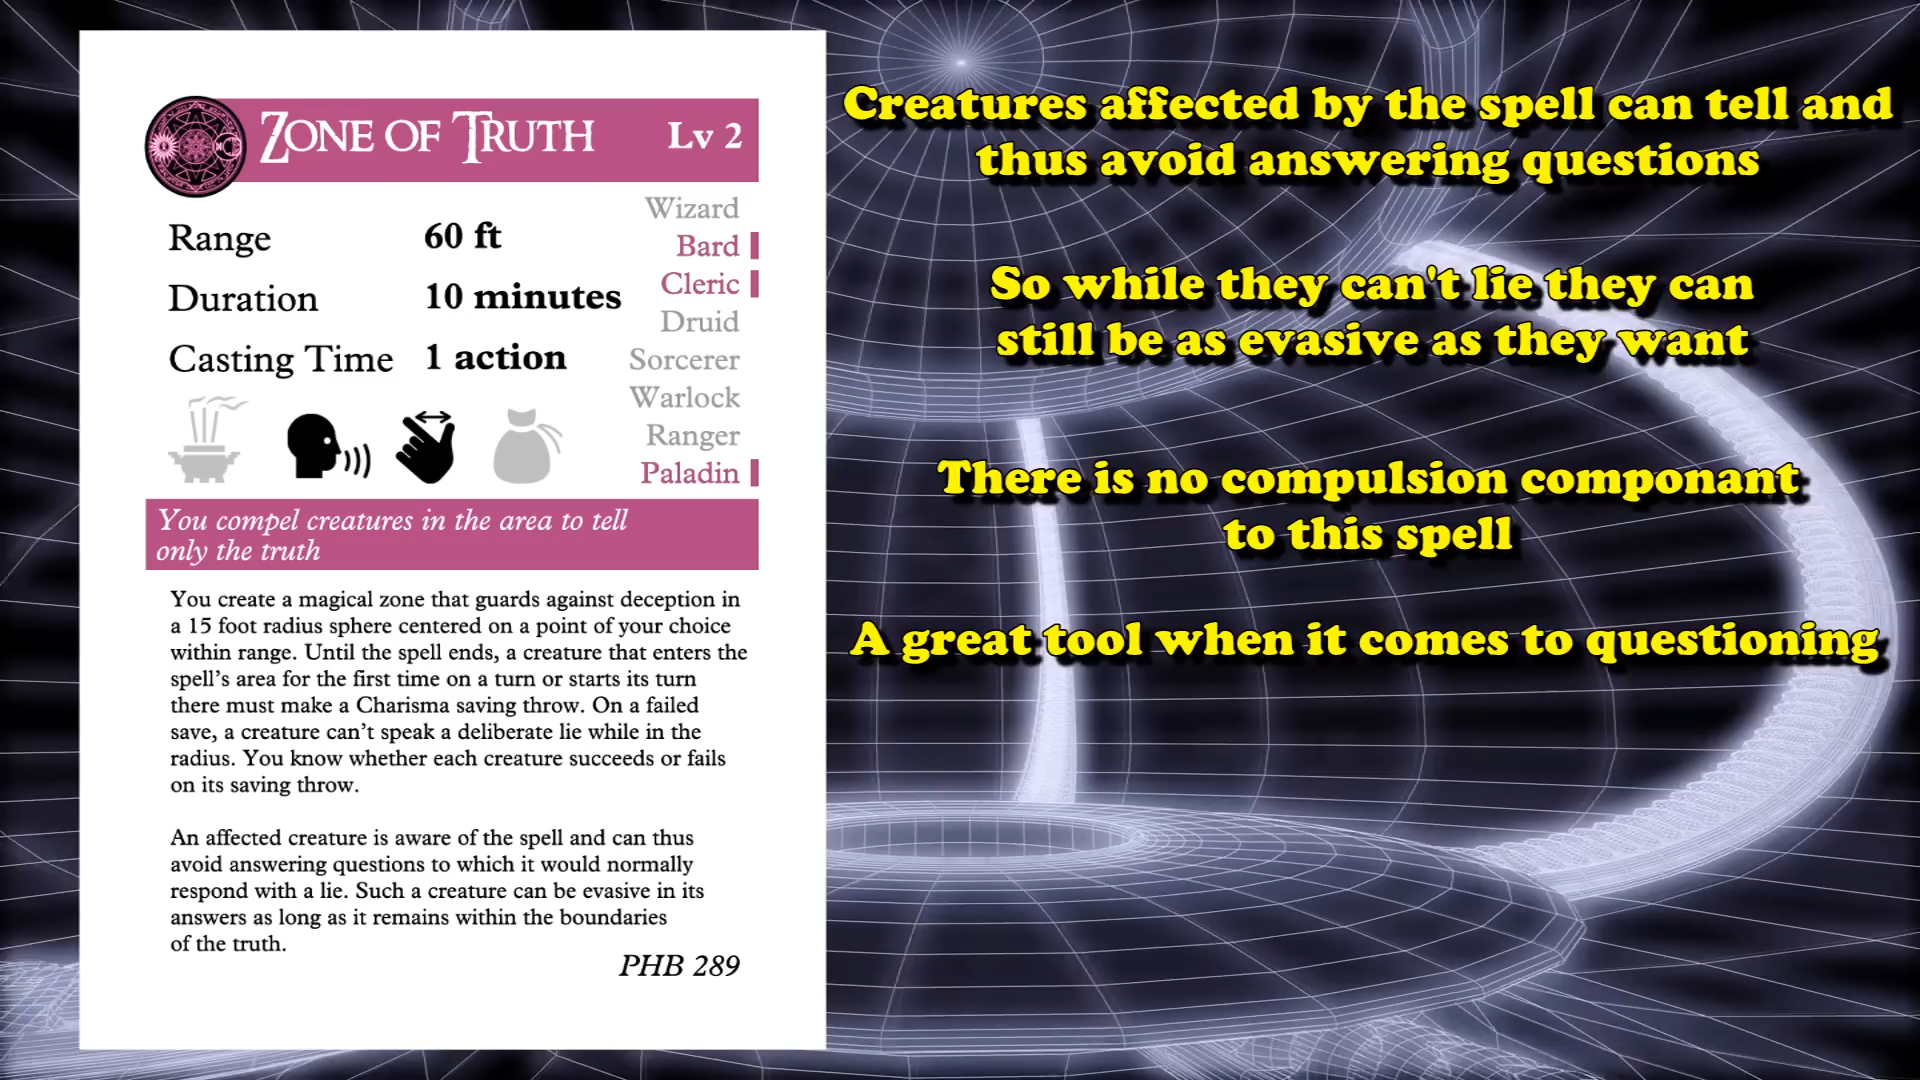 ZONE OF TRUTH Lv 2
Range 60 ft
Duration 10 minutes
Casting Time 1 action
Wizard
Bard
Cleric
Druid
Sorcerer
Warlock
Ranger
Paladin
You compel creatures in the area to tell
only the truth
You create a magical zone that guards against deception in
a 15 foot radius sphere centered on a point of your choice
within range. Until the spell ends, a creature that enters the
spell's area for the first time on a turn or starts its turn
there must make a Charisma saving throw. On a failed
save, a creature can't speak a deliberate lie while in the
radius. You know whether each creature succeeds or fails
on its saving throw.
An affected creature is aware of the spell and can thus
avoid answering questions to which it would normally
respond with a lie. Such a creature can be evasive in its
answers as long as it remains within the boundaries
of the truth.
PHB 289
Creatures affected by the spell can tell and
thus avoid answering questions
So while they can't lie they can
still be as evasive as they want
There is no compulsion componant
to this spell
A great tool when it comes to questioning